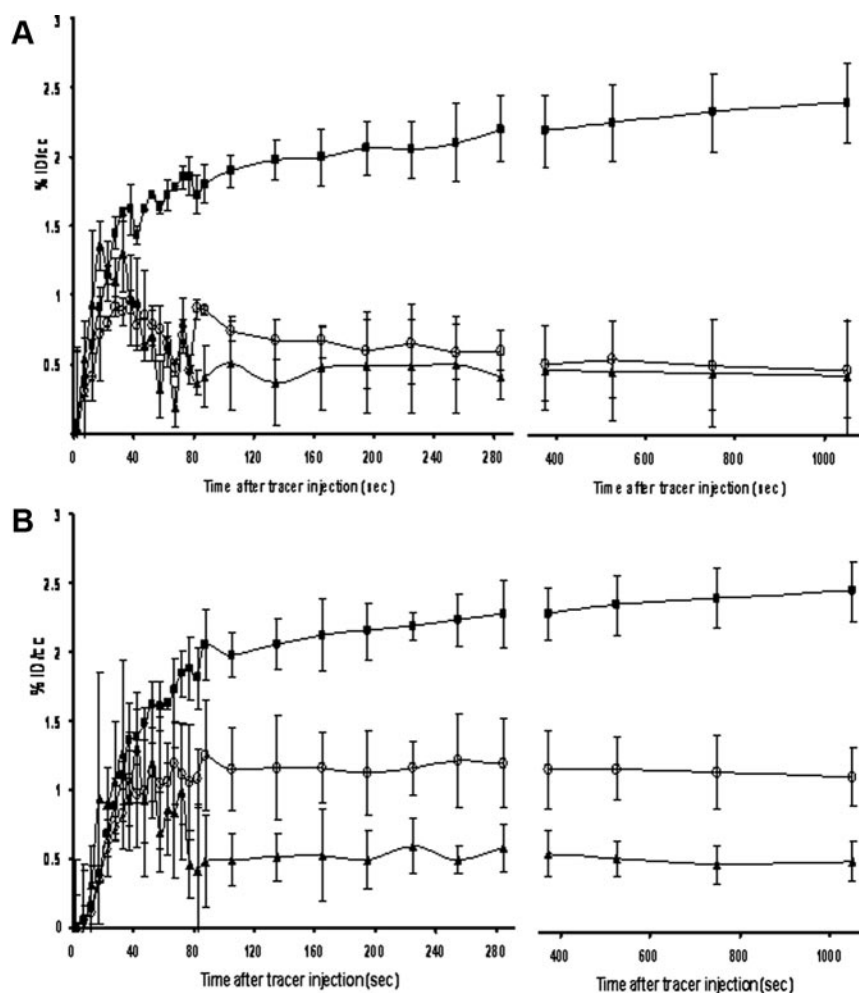 A
3
2.5
2
1.5
1
0.5
% ID/cc
0 40 80 120 160 200 240 280 400 600 800 1000
Time after tracer injection (sec) Time after tracer injection (sec)
B
3
2.5
2
1.5
1
0.5
0
% ID/cc
0 40 80 120 160 200 240 280 400 600 800 1000
Time after tracer injection(sec) Time after tracer injection(sec)